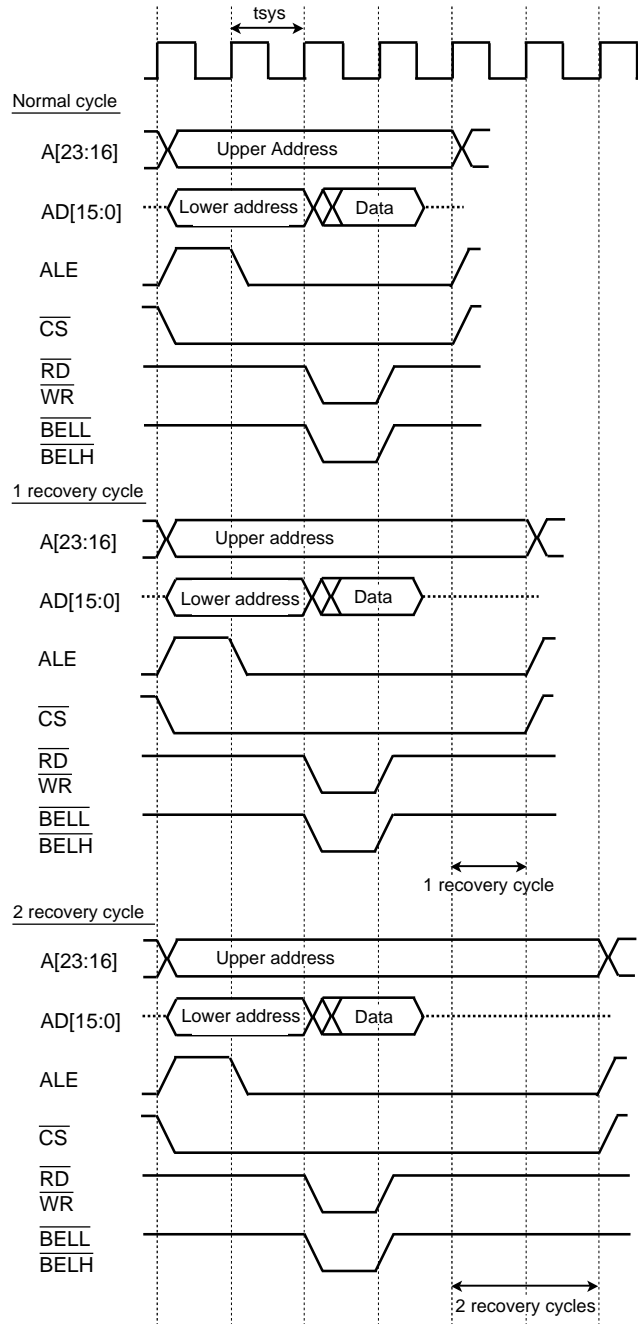 tsys
Normal cycle
A[23:16]
Upper Address
AD[15:0]
Lower address
Data
ALE
CS
RD
WR
BELL
BELH
1 recovery cycle
A[23:16]
Upper address
AD[15:0]
Lower address
Data
ALE
CS
RD
WR
BELL
BELH
1 recovery cycle
2 recovery cycle
A[23:16]
Upper address
AD[15:0]
Lower address
Data
ALE
CS
RD
WR
BELL
BELH
2 recovery cycles